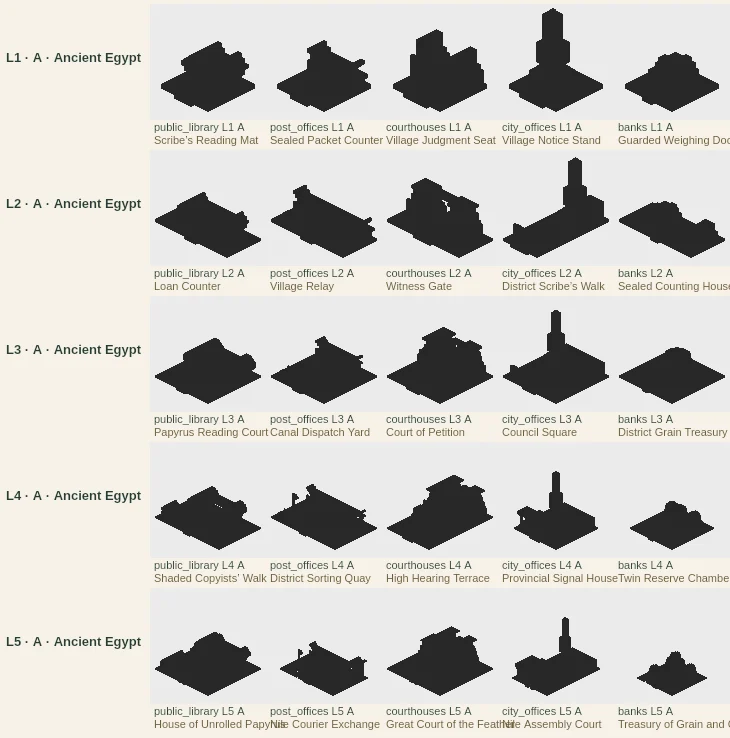 L1 · A · Ancient Egypt
public_library L1 A
Scribe's Reading Mat
post_offices L1 A
Sealed Packet Counter
courthouses L1 A
Village Judgment Seat
city_offices L1 A
Village Notice Stand
banks L1 A
Guarded Weighing
L2 · A · Ancient Egypt
public_library L2 A
Loan Counter
post_offices L2 A
Village Relay
courthouses L2 A
Witness Gate
city_offices L2 A
District Scribe's Walk
banks L2 A
Sealed Counting House
L3 · A · Ancient Egypt
public_library L3 A
Papyrus Reading Court
post_offices L3 A
Canal Dispatch Yard
courthouses L3 A
Court of Petition
city_offices L3 A
Council Square
banks L3 A
District Grain Treasury
L4 · A · Ancient Egypt
public_library L4 A
Shaded Copyists' Walk
post_offices L4 A
District Sorting Quay
courthouses L4 A
High Hearing Terrace
city_offices L4 A
Provincial Signal House
banks L4 A
Twin Reserve
L5 · A · Ancient Egypt
public_library L5 A
House of Unrolled
post_offices L5 A
Nile Courier Exchange
courthouses L5 A
Great Court of the Feather
city_offices L5 A
Nile Assembly Court
banks L5 A
Treasury of Grain and